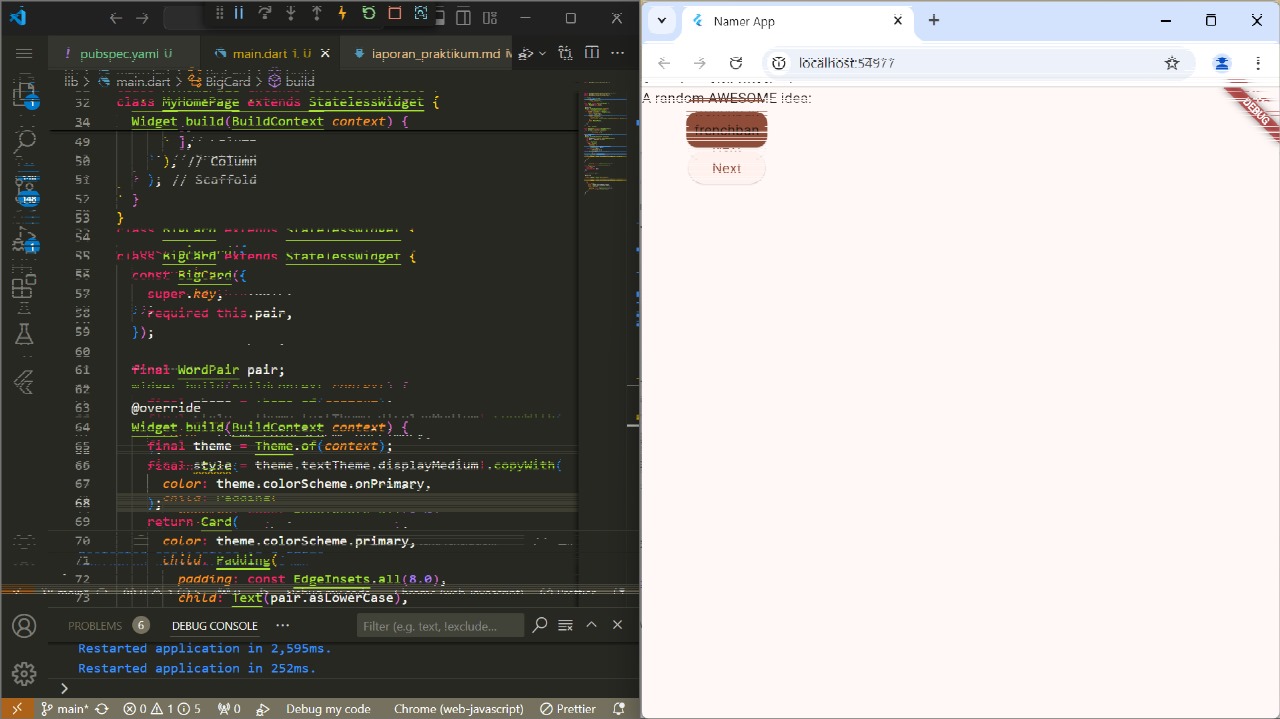 pubspec.yaml U
main.dart 1, U
laporan_praktikum.md
lib > main.dart > BigCard > build
32 class MyHomePage extends StatelessWidget {
Widget build(BuildContext context) {
49 ],
), // Column
51 ); // Scaffold
52 }
53 }
54
55 class BigCard extends StatelessWidget {
56 const BigCard({
57 super.key,
58 required this.pair,
59 });
60
61 final WordPair pair;
62
63 @override
64 Widget build(BuildContext context) {
65 final theme = Theme.of(context);
66 final style = theme.textTheme.displayMedium!.copyWith(
67 color: theme.colorScheme.onPrimary,
68 );
69 return Card(
70 color: theme.colorScheme.primary,
71 child: Padding(
72 padding: const EdgeInsets.all(8.0),
73 child: Text(pair.asLowerCase),
PROBLEMS 6 DEBUG CONSOLE ··· Filter (e.g. text, !exclude...
Restarted application in 2,595ms.
Restarted application in 252ms.
main* 0 1 5 0 Debug my code Chrome (web-javascript) Prettier
Namer App
localhost:54977
A random AWESOME idea:
frenchban
Next
DEBUG